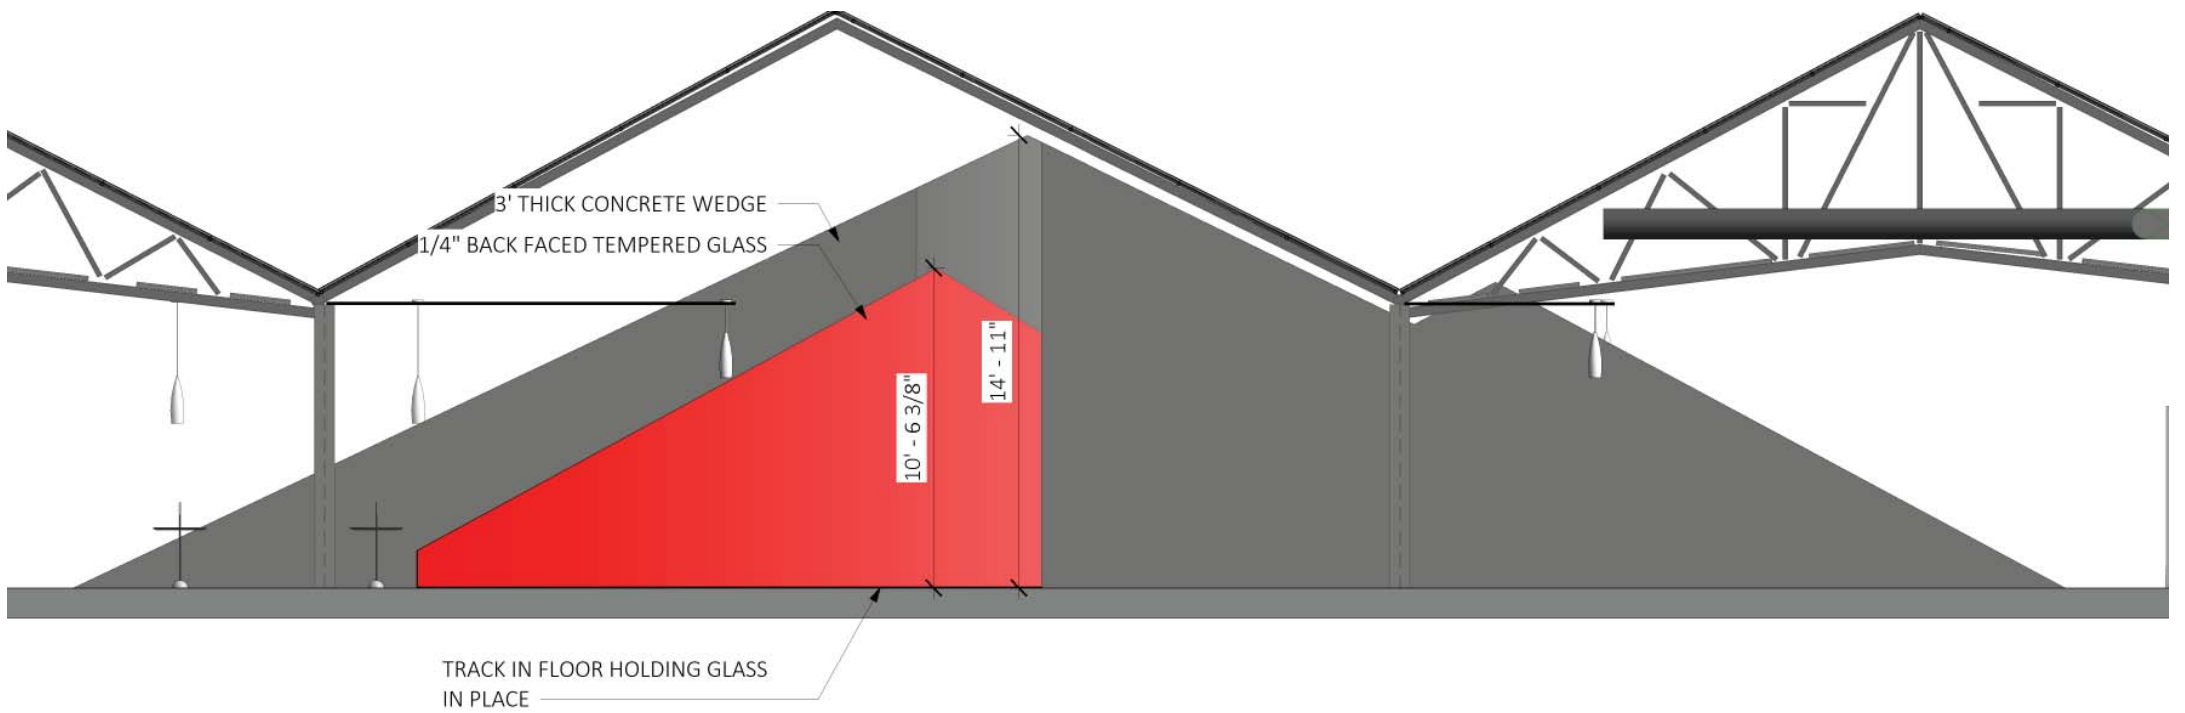 3' THICK CONCRETE WEDGE
1/4" BACK FACED TEMPERED GLASS
10' - 6 3/8"
14' - 11"
TRACK IN FLOOR HOLDING GLASS
IN PLACE